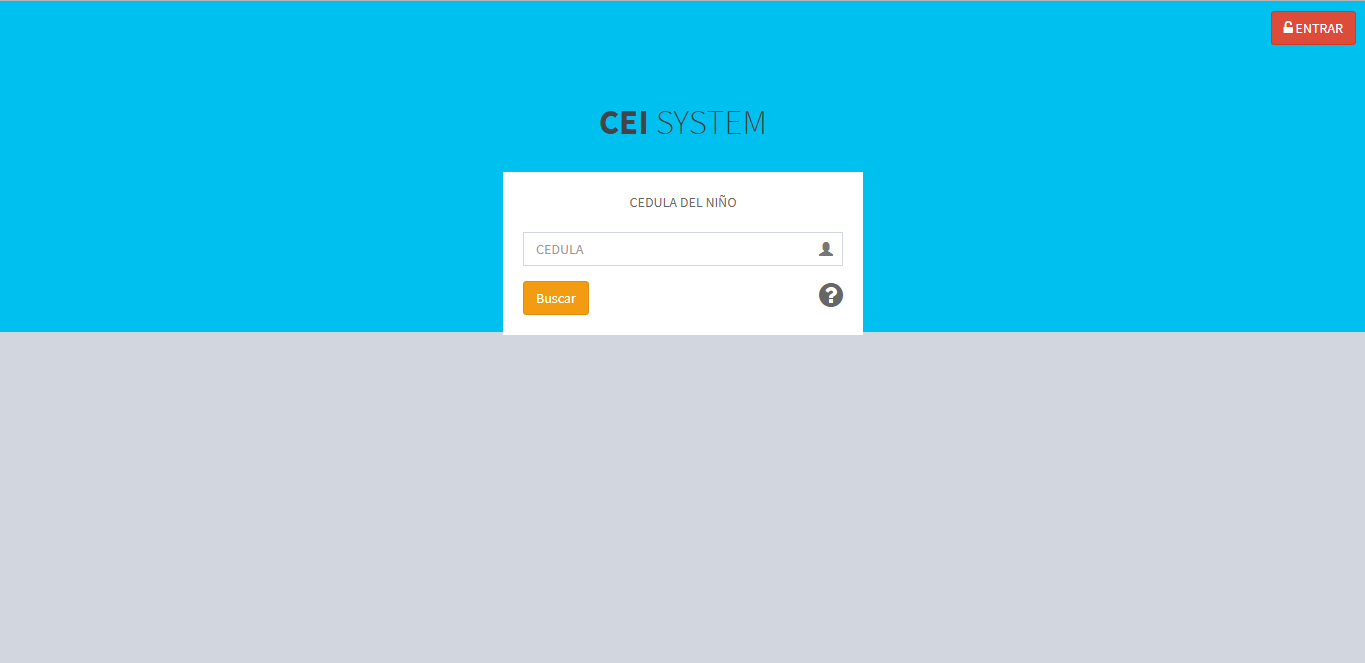 ENTRAR
CEI SYSTEM
CEDULA DEL NIÑO
CEDULA
Buscar
?